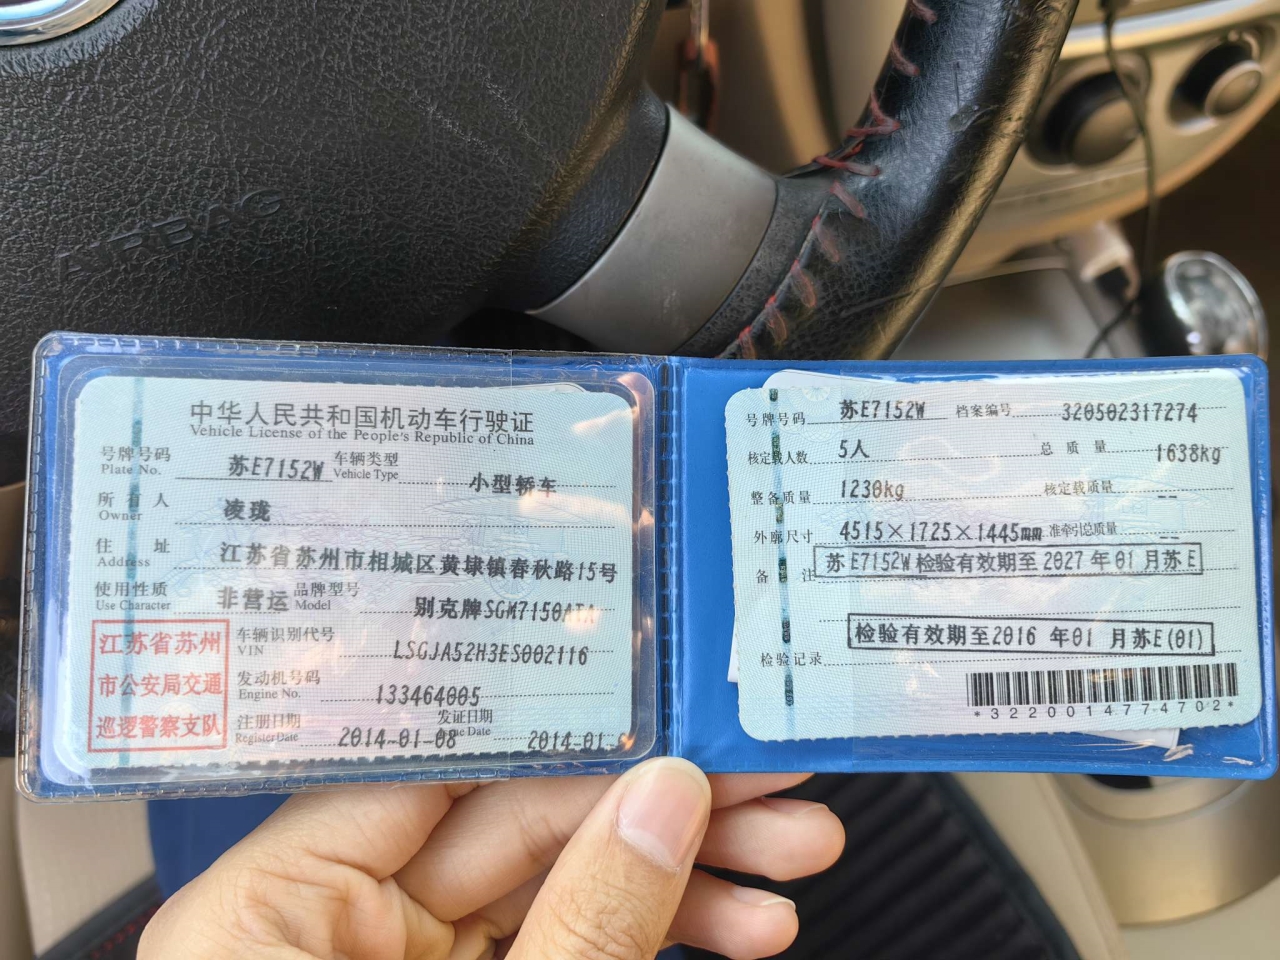 AIRBAG
中华人民共和国机动车行驶证
Vehicle License of the People's Republic of China
号牌号码 苏E7152W 车辆类型 小型轿车
Plate No. Vehicle Type
所有人 凌珑
Owner
住址 江苏省苏州市相城区黄埭镇春秋路15号
Address
使用性质 非营运 品牌型号 别克牌SGM7150ATA
Use Character Model
江苏省苏州
市公安局交通
巡逻警察支队
车辆识别代号 LSGJA52H3ES002116
VIN
发动机号码 133464005
Engine No.
注册日期 2014-01-08 发证日期 2014-01-
Register Date Date
号牌号码 苏E7152W 档案编号 320502317274
核定载人数 5人 总质量 1638kg
整备质量 1230kg 核定载质量 --
外廓尺寸 4515×1725×1445mm 准牵引总质量 --
备注 苏E7152W检验有效期至2027年01月苏E
检验有效期至2016年01月苏E(01)
检验记录
*3220014774702*